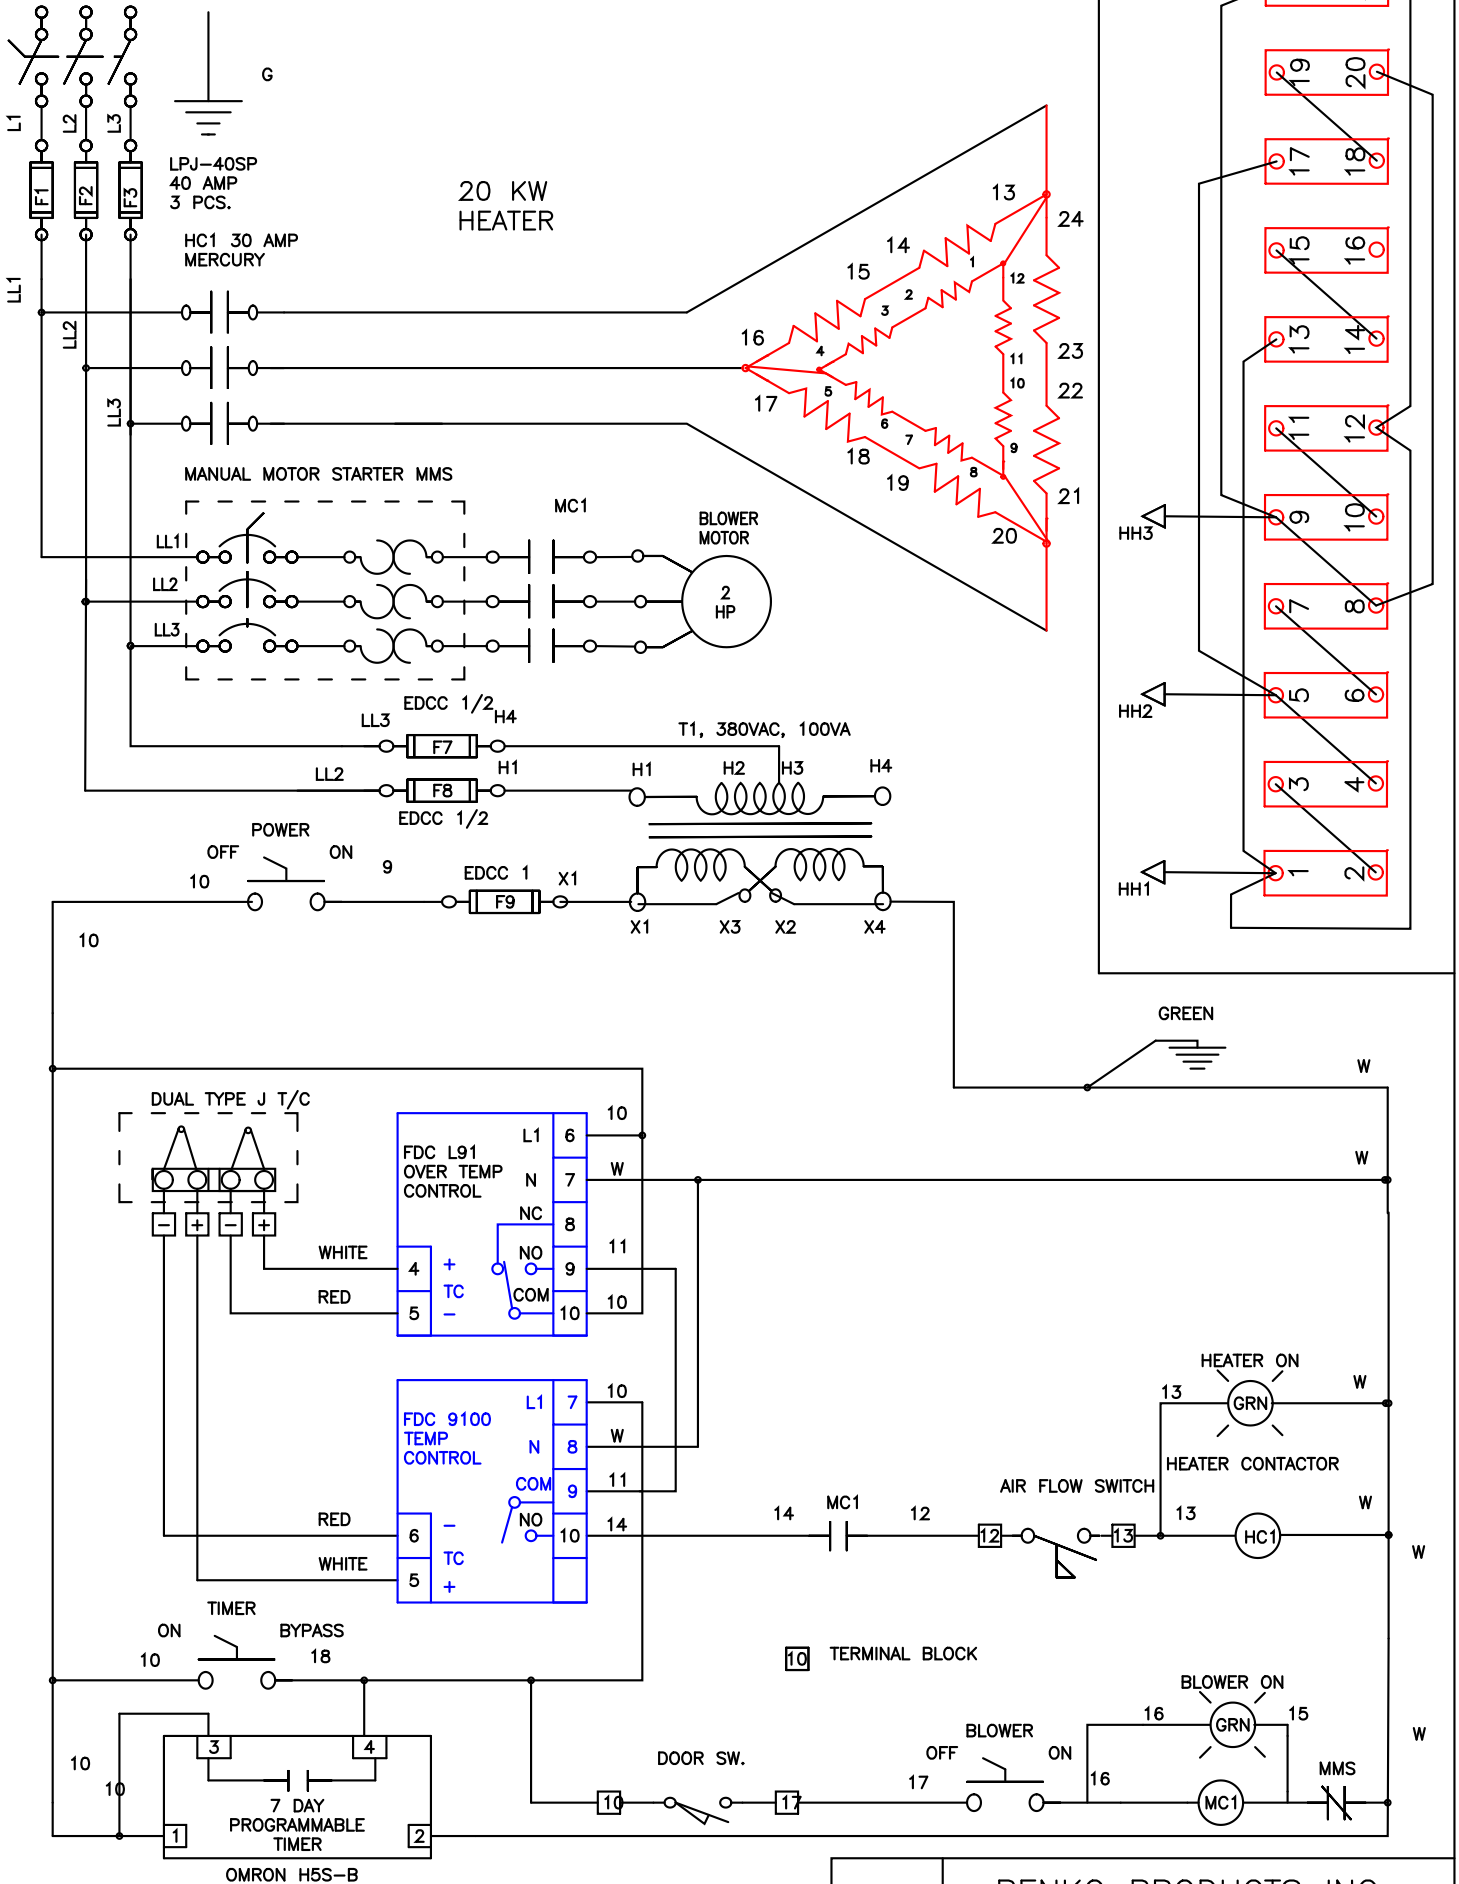 G
L1
L2
L3
LPJ-40SP
40 AMP
3 PCS.
F1
F2
F3
HC1 30 AMP
MERCURY
LL1
LL2
LL3
20 KW
HEATER
13
24
14
15
1
12
2
3
16
4
11
23
10
22
5
17
6
7
9
18
8
19
21
20
MANUAL MOTOR STARTER MMS
MC1
BLOWER
MOTOR
LL1
LL2
LL3
2
HP
EDCC 1/2
LL3
F7
H4
T1, 380VAC, 100VA
LL2
F8
H1
EDCC 1/2
H1
H2
H3
H4
POWER
OFF
ON
10
9
EDCC 1
F9
X1
X1
X3
X2
X4
10
19
20
17
18
15
16
13
14
11
12
HH3
9
10
7
8
HH2
5
6
3
4
HH1
1
2
GREEN
W
DUAL TYPE J T/C
-
+
-
+
WHITE
RED
FDC L91
OVER TEMP
CONTROL
4
+
TC
5
-
L1
6
10
N
7
W
W
NC
8
NO
9
11
COM
10
10
FDC 9100
TEMP
CONTROL
L1
7
10
N
8
W
COM
9
11
NO
10
14
RED
6
-
TC
WHITE
5
+
14
MC1
12
AIR FLOW SWITCH
12
13
HEATER ON
13
GRN
W
HEATER CONTACTOR
13
HC1
W
W
TIMER
ON
BYPASS
10
18
10
TERMINAL BLOCK
3
4
10
10
7 DAY
PROGRAMMABLE
TIMER
1
2
OMRON H5S-B
DOOR SW.
10
17
17
BLOWER
OFF
ON
16
BLOWER ON
16
GRN
15
MC1
MMS
W
BENKO PRODUCTS INC